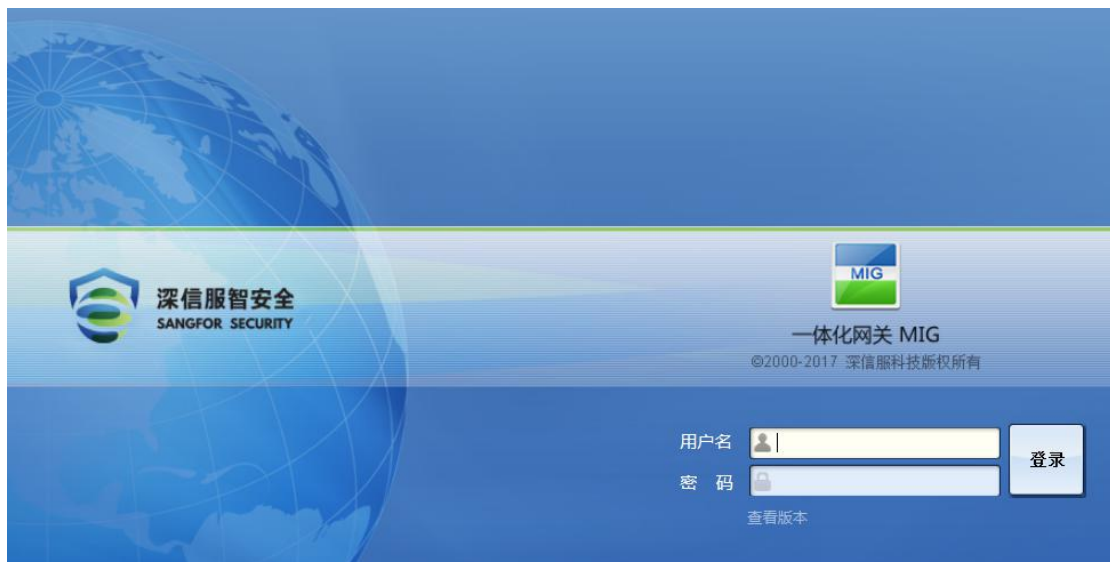 深信服智安全
SANGFOR SECURITY
MIG
一体化网关 MIG
©2000-2017 深信服科技版权所有
用户名
密 码
登录
查看版本